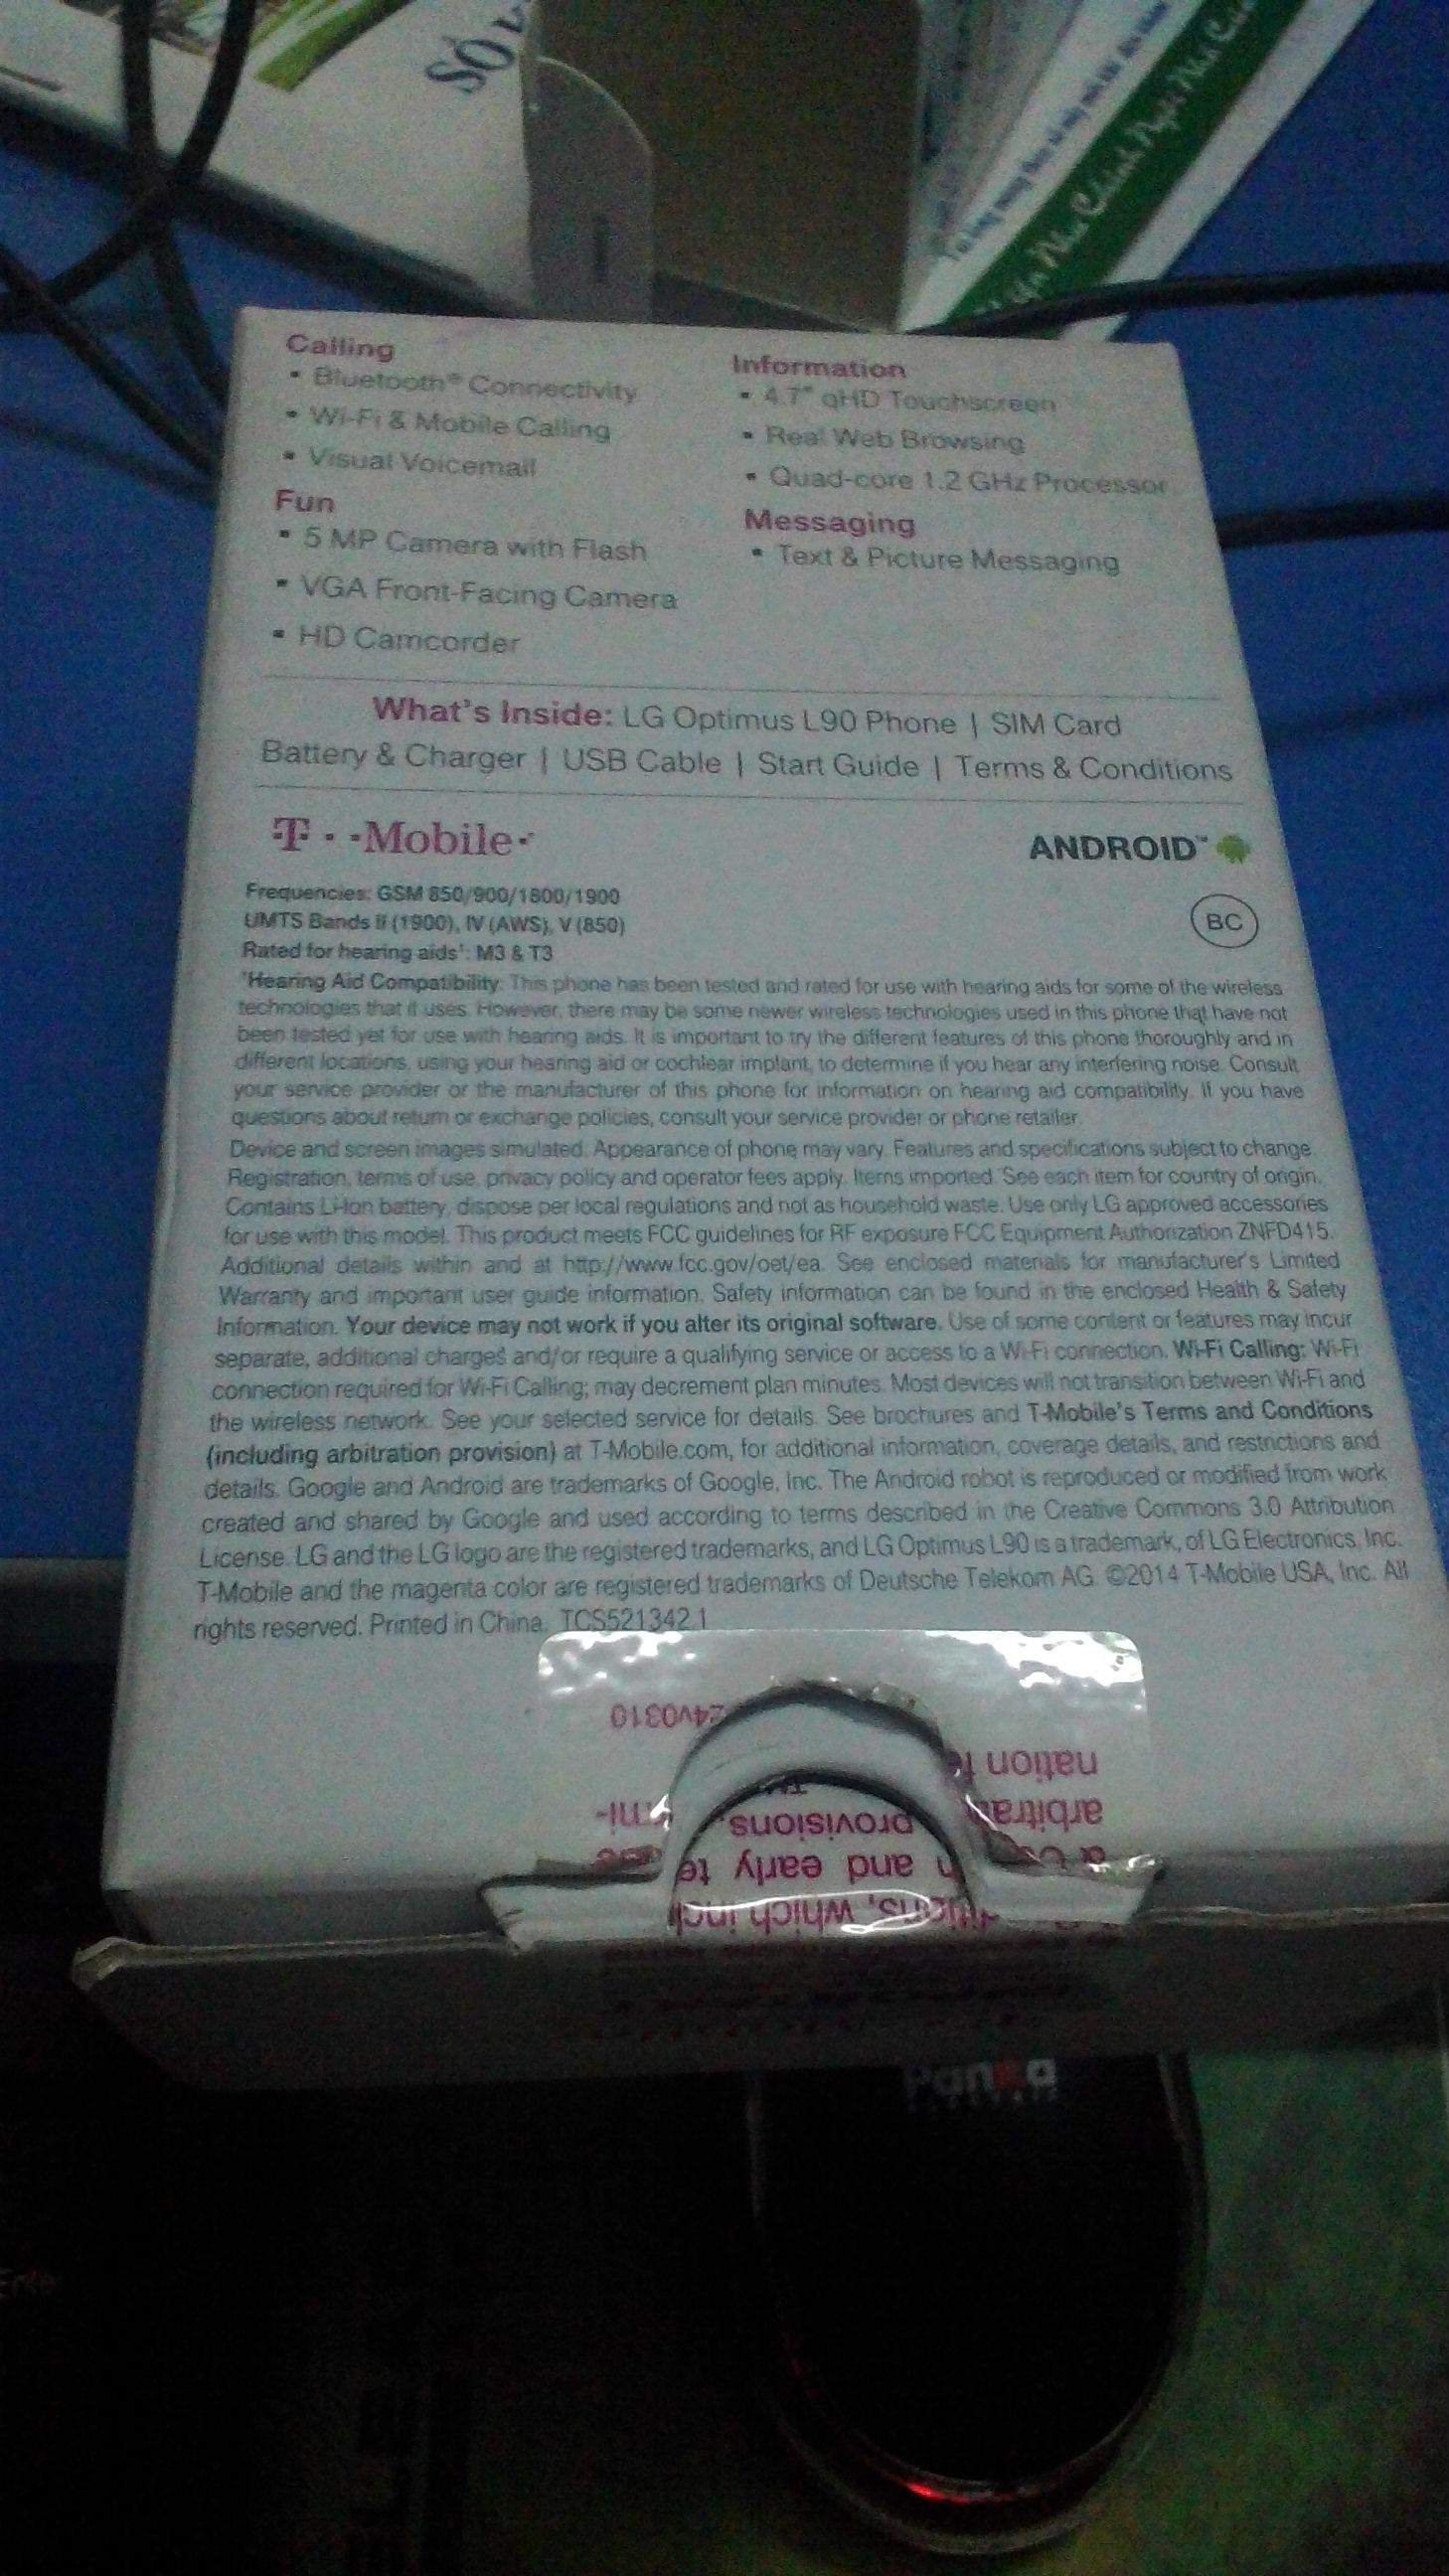 SỐ
Calling
• Bluetooth® Connectivity
• Wi-Fi & Mobile Calling
• Visual Voicemail
Fun
• 5 MP Camera with Flash
• VGA Front-Facing Camera
• HD Camcorder
Information
• 4.7" qHD Touchscreen
• Real Web Browsing
• Quad-core 1.2 GHz Processor
Messaging
• Text & Picture Messaging
What's Inside: LG Optimus L90 Phone | SIM Card
Battery & Charger | USB Cable | Start Guide | Terms & Conditions
T··Mobile·
ANDROID™
Frequencies: GSM 850/900/1800/1900
UMTS Bands II (1900), IV (AWS), V (850)
Rated for hearing aids': M3 & T3
BC
'Hearing Aid Compatibility: This phone has been tested and rated for use with hearing aids for some of the wireless
technologies that it uses. However, there may be some newer wireless technologies used in this phone that have not
been tested yet for use with hearing aids. It is important to try the different features of this phone thoroughly and in
different locations, using your hearing aid or cochlear implant, to determine if you hear any interfering noise. Consult
your service provider or the manufacturer of this phone for information on hearing aid compatibility. If you have
questions about return or exchange policies, consult your service provider or phone retailer.
Device and screen images simulated. Appearance of phone may vary. Features and specifications subject to change.
Registration, terms of use, privacy policy and operator fees apply. Items imported. See each item for country of origin.
Contains Li-Ion battery, dispose per local regulations and not as household waste. Use only LG approved accessories
for use with this model. This product meets FCC guidelines for RF exposure FCC Equipment Authorization ZNFD415.
Additional details within and at http://www.fcc.gov/oet/ea. See enclosed materials for manufacturer's Limited
Warranty and important user guide information. Safety information can be found in the enclosed Health & Safety
Information. Your device may not work if you alter its original software. Use of some content or features may incur
separate, additional charges and/or require a qualifying service or access to a Wi-Fi connection. Wi-Fi Calling: Wi-Fi
connection required for Wi-Fi Calling; may decrement plan minutes. Most devices will not transition between Wi-Fi and
the wireless network. See your selected service for details. See brochures and T-Mobile's Terms and Conditions
(including arbitration provision) at T-Mobile.com, for additional information, coverage details, and restrictions and
details. Google and Android are trademarks of Google, Inc. The Android robot is reproduced or modified from work
created and shared by Google and used according to terms described in the Creative Commons 3.0 Attribution
License. LG and the LG logo are the registered trademarks, and LG Optimus L90 is a trademark, of LG Electronics, Inc.
T-Mobile and the magenta color are registered trademarks of Deutsche Telekom AG. ©2014 T-Mobile USA, Inc. All
rights reserved. Printed in China. TCS521342.1
which incl
and early te
provisions.
nation
24v0310
Panda